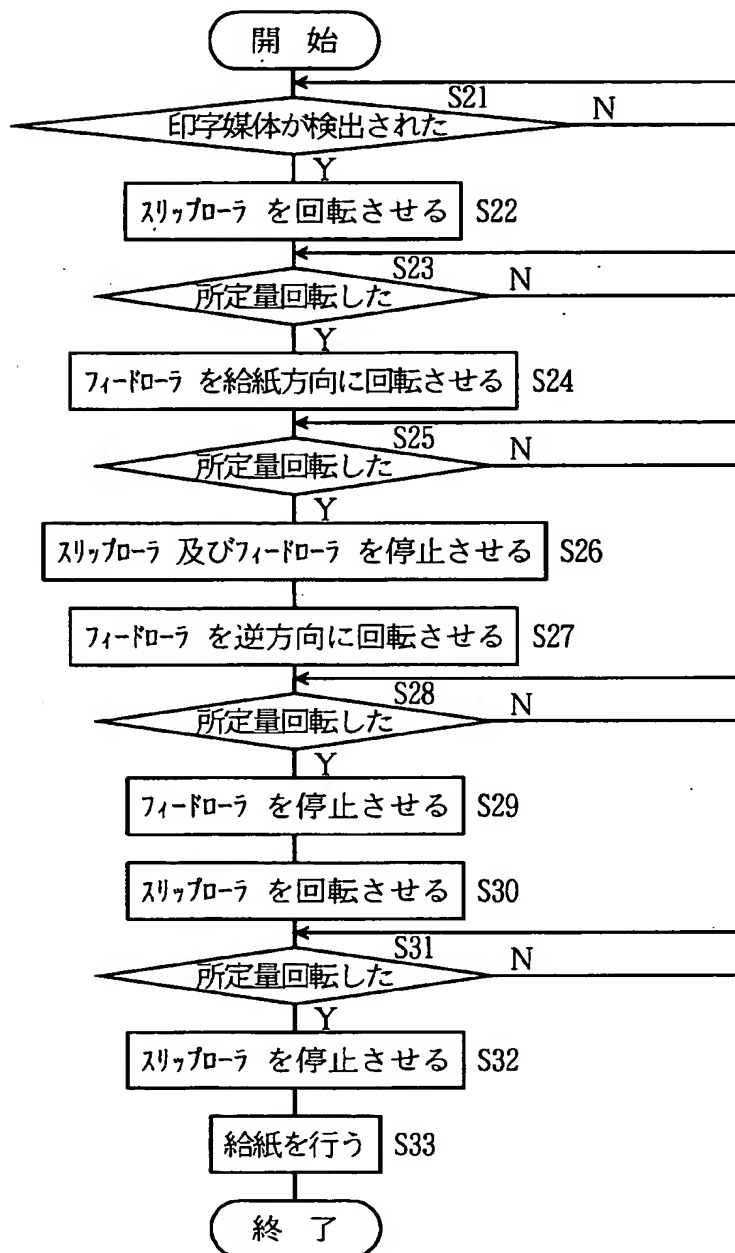 開 始
S21
印字媒体が検出された
N
Y
ｽﾘｯﾌﾟﾛｰﾗ を回転させる S22
S23
所定量回転した
N
Y
ﾌｨｰﾄﾞﾛｰﾗ を給紙方向に回転させる S24
S25
所定量回転した
N
Y
ｽﾘｯﾌﾟﾛｰﾗ 及びﾌｨｰﾄﾞﾛｰﾗ を停止させる S26
ﾌｨｰﾄﾞﾛｰﾗ を逆方向に回転させる S27
S28
所定量回転した
N
Y
ﾌｨｰﾄﾞﾛｰﾗ を停止させる S29
ｽﾘｯﾌﾟﾛｰﾗ を回転させる S30
S31
所定量回転した
N
Y
ｽﾘｯﾌﾟﾛｰﾗ を停止させる S32
給紙を行う S33
終 了